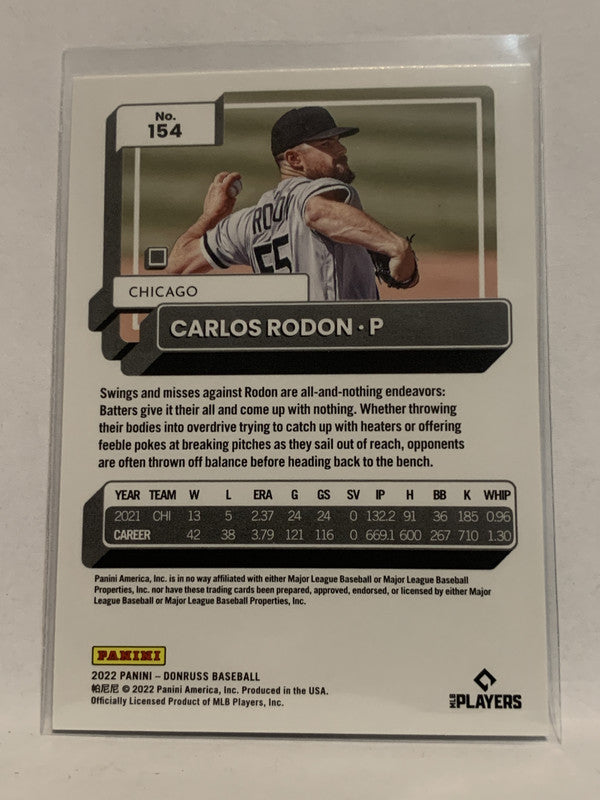 No.
154
RODON
55
CHICAGO
CARLOS RODON · P
Swings and misses against Rodon are all-and-nothing endeavors:
Batters give it their all and come up with nothing. Whether throwing
their bodies into overdrive trying to catch up with heaters or offering
feeble pokes at breaking pitches as they sail out of reach, opponents
are often thrown off balance before heading back to the bench.
YEAR TEAM W L ERA G GS SV IP H BB K WHIP
2021 CHI 13 5 2.37 24 24 0 132.2 91 36 185 0.96
CAREER 42 38 3.79 121 116 0 669.1 600 267 710 1.30
Panini America, Inc. is in no way affiliated with either Major League Baseball or Major League Baseball
Properties, Inc. nor have these trading cards been prepared, approved, endorsed, or licensed by either Major
League Baseball or Major League Baseball Properties, Inc.
PANINI
2022 PANINI – DONRUSS BASEBALL
帕尼尼 © 2022 Panini America, Inc. Produced in the USA.
Officially Licensed Product of MLB Players, Inc.
MLB PLAYERS